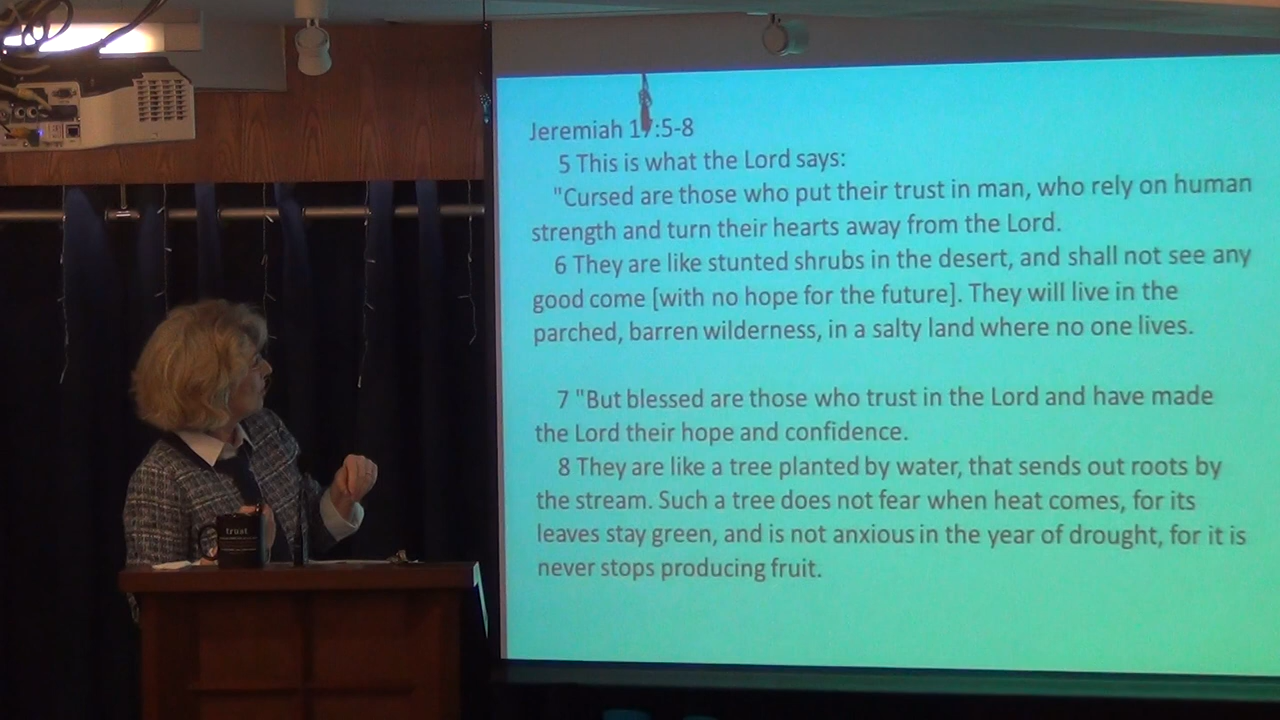 Jeremiah 17:5-8
5 This is what the Lord says:
"Cursed are those who put their trust in man, who rely on human
strength and turn their hearts away from the Lord.
6 They are like stunted shrubs in the desert, and shall not see any
good come [with no hope for the future]. They will live in the
parched, barren wilderness, in a salty land where no one lives.
7 "But blessed are those who trust in the Lord and have made
the Lord their hope and confidence.
8 They are like a tree planted by water, that sends out roots by
the stream. Such a tree does not fear when heat comes, for its
leaves stay green, and is not anxious in the year of drought, for it is
never stops producing fruit.
trust